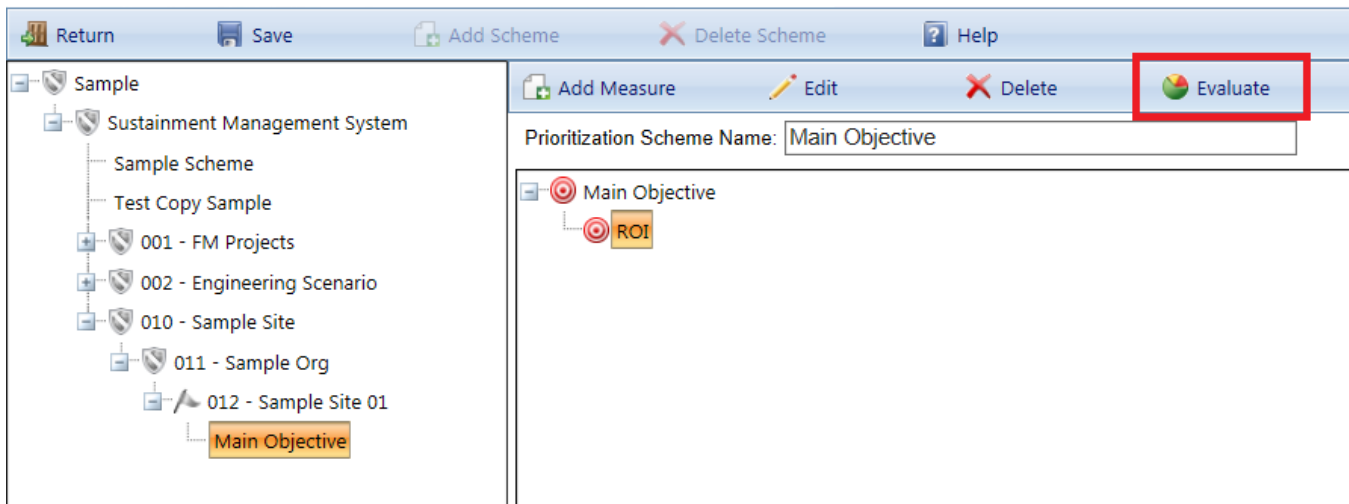 Return Save Add Scheme Delete Scheme Help
Sample
Sustainment Management System
Sample Scheme
Test Copy Sample
001 - FM Projects
002 - Engineering Scenario
010 - Sample Site
011 - Sample Org
012 - Sample Site 01
Main Objective
Add Measure Edit Delete Evaluate
Prioritization Scheme Name: Main Objective
Main Objective
ROI